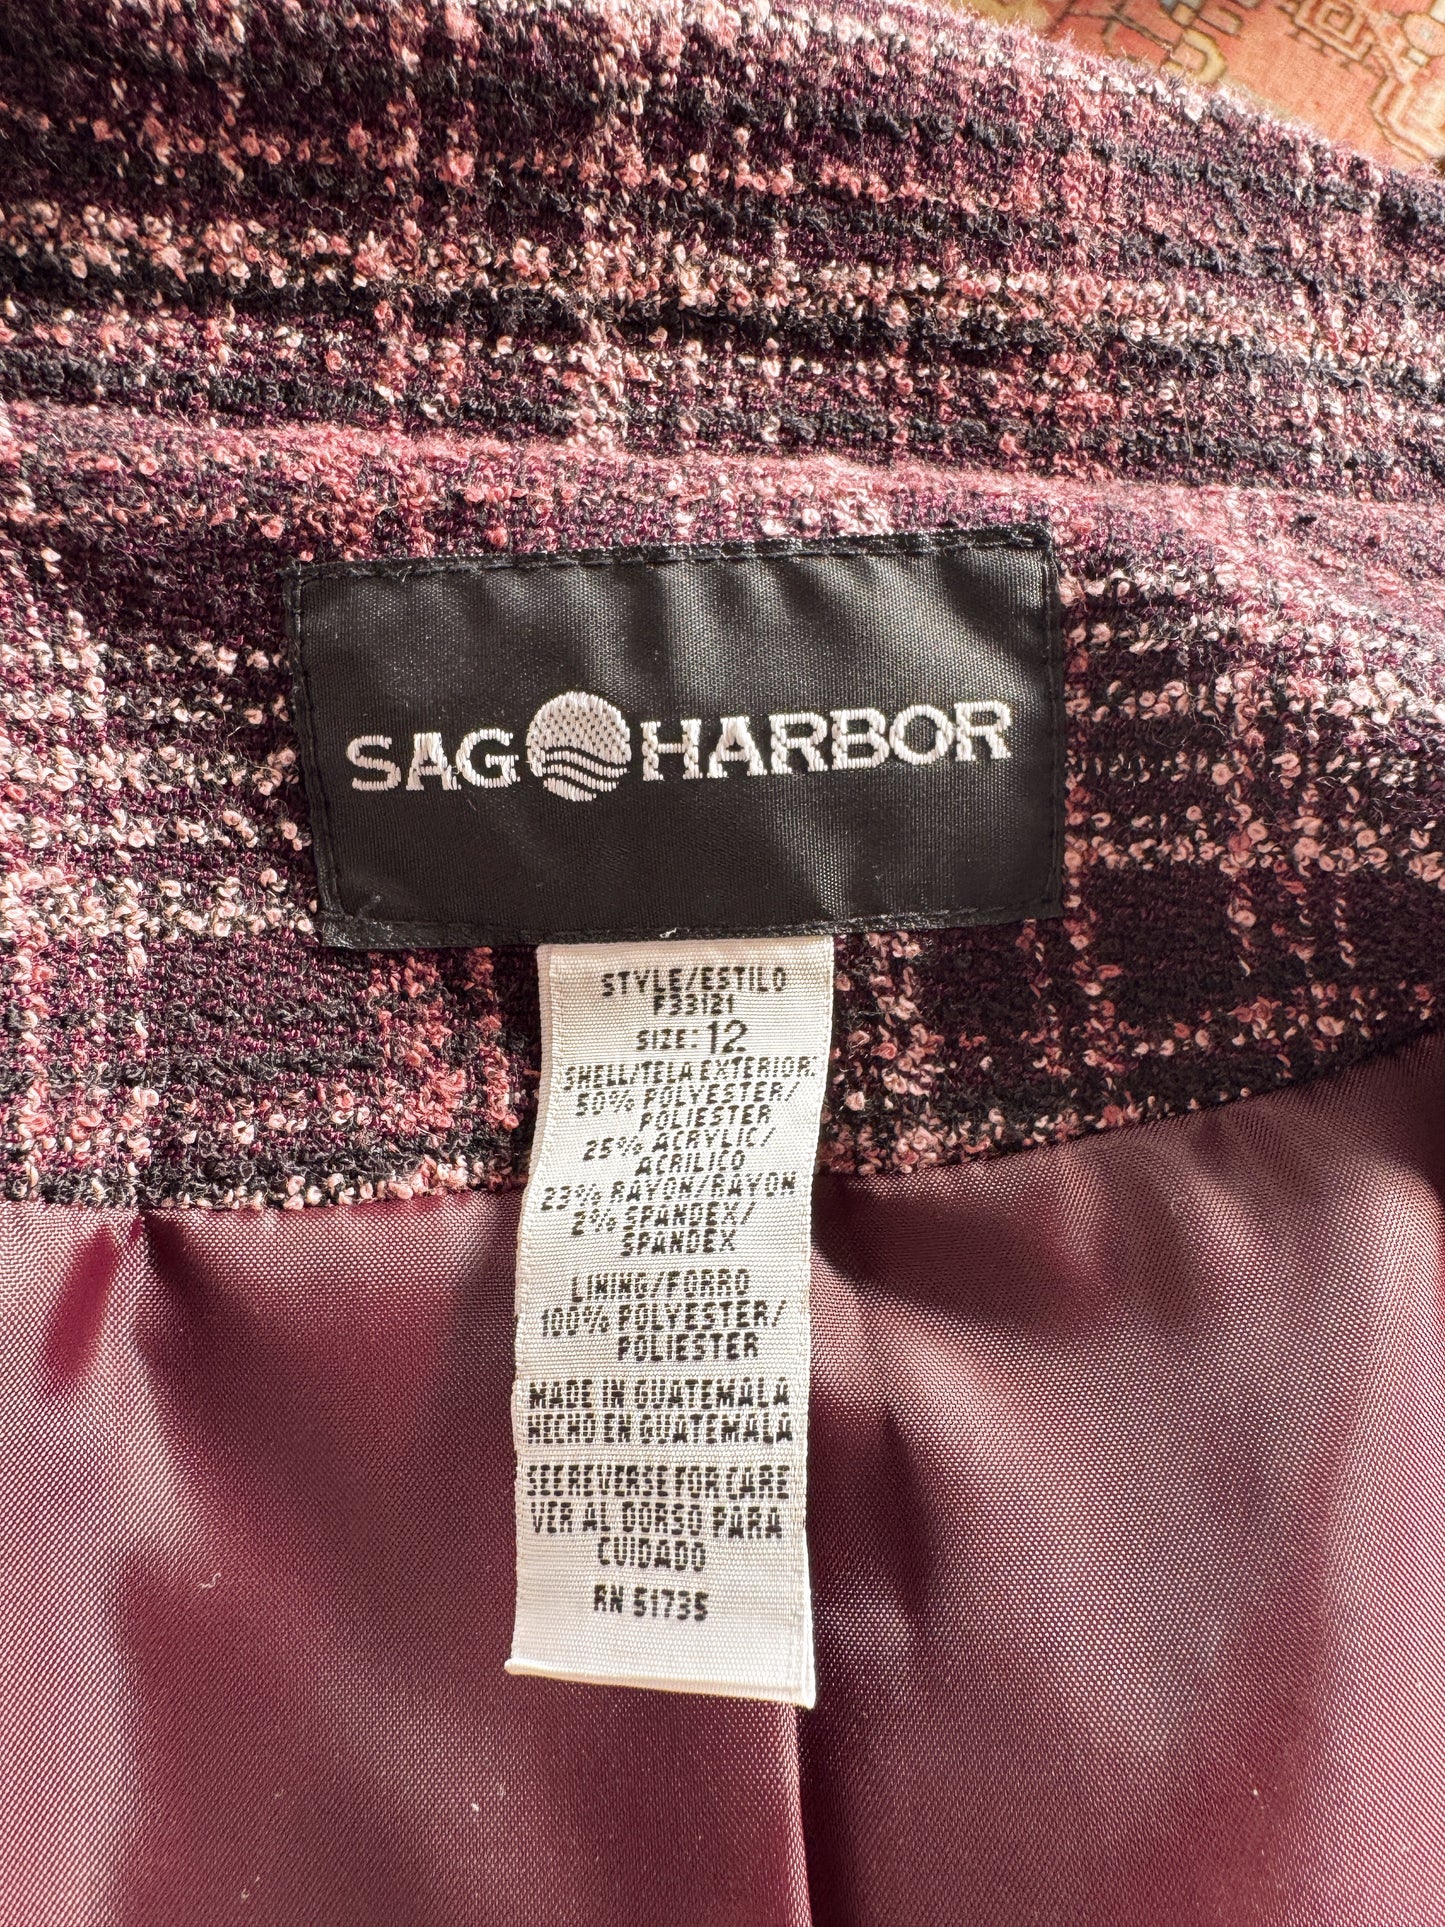 SAG HARBOR
STYLE/ESTILO
F33121
SIZE: 12
SHELL/TELA EXTERIOR:
50% POLYESTER/
POLIESTER
25% ACRYLIC/
ACRILICO
23% RAYON/RAYON
2% SPANDEX/
SPANDEX
LINING/FORRO
100% POLYESTER/
POLIESTER
MADE IN GUATEMALA
HECHO EN GUATEMALA
SEE REVERSE FOR CARE
VER AL DORSO PARA
CUIDADO
RN 51735